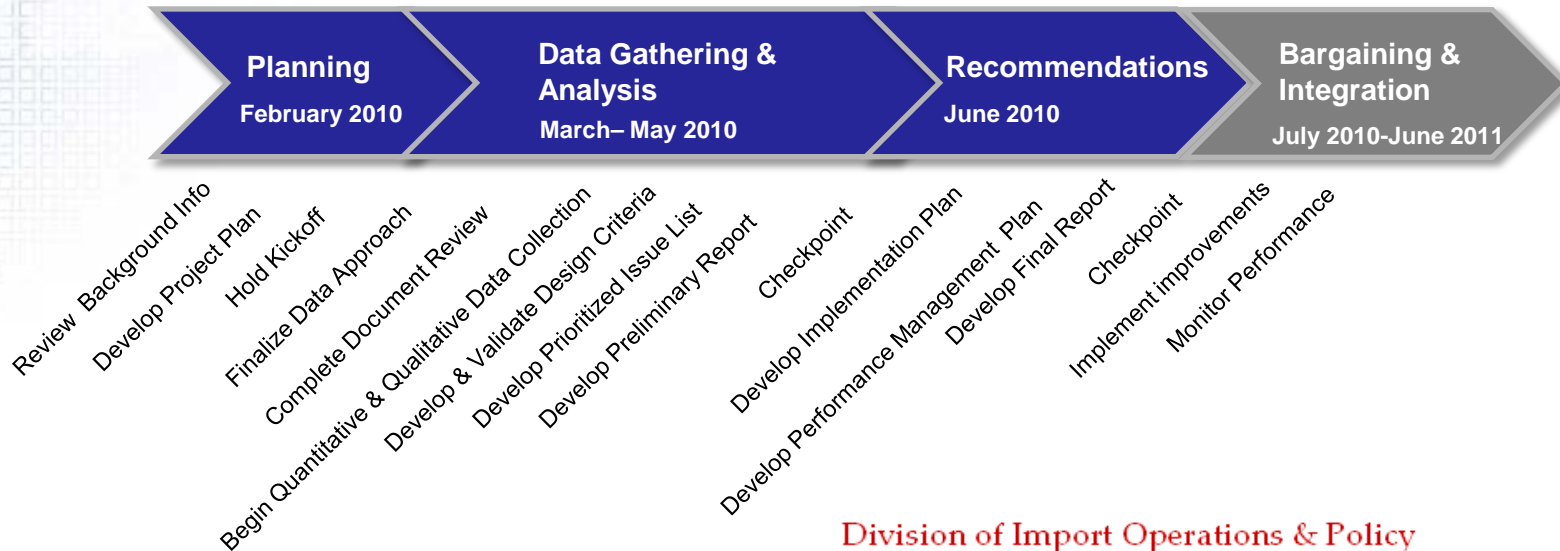 Planning
February 2010
Data Gathering &
Analysis
March– May 2010
Recommendations
June 2010
Bargaining &
Integration
July 2010-June 2011
Review Background Info
Develop Project Plan
Hold Kickoff
Finalize Data Approach
Complete Document Review
Begin Quantitative & Qualitative Data Collection
Develop & Validate Design Criteria
Develop Prioritized Issue List
Develop Preliminary Report
Checkpoint
Develop Implementation Plan
Develop Performance Management Plan
Develop Final Report
Checkpoint
Implement improvements
Monitor Performance
Division of Import Operations & Policy